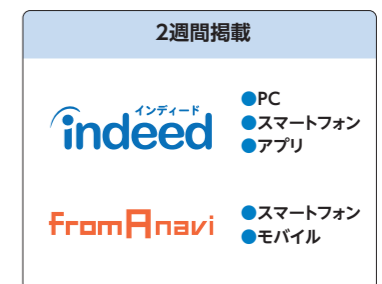 2週間掲載
インディード
indeed
●PC
●スマートフォン
●アプリ
fromAnavi
●スマートフォン
●モバイル